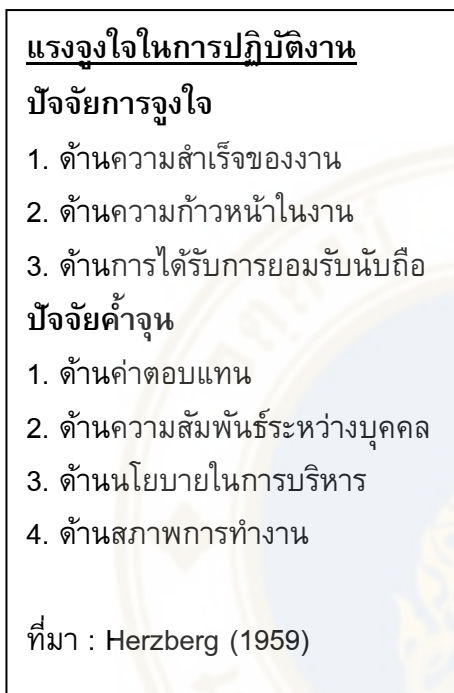 แรงจูงใจในการปฏิบัติงาน
ปัจจัยการจูงใจ
1. ด้านความสำเร็จของงาน
2. ด้านความก้าวหน้าในงาน
3. ด้านการได้รับการยอมรับนับถือ
ปัจจัยค้ำจุน
1. ด้านค่าตอบแทน
2. ด้านความสัมพันธ์ระหว่างบุคคล
3. ด้านนโยบายในการบริหาร
4. ด้านสภาพการทำงาน
ที่มา : Herzberg (1959)